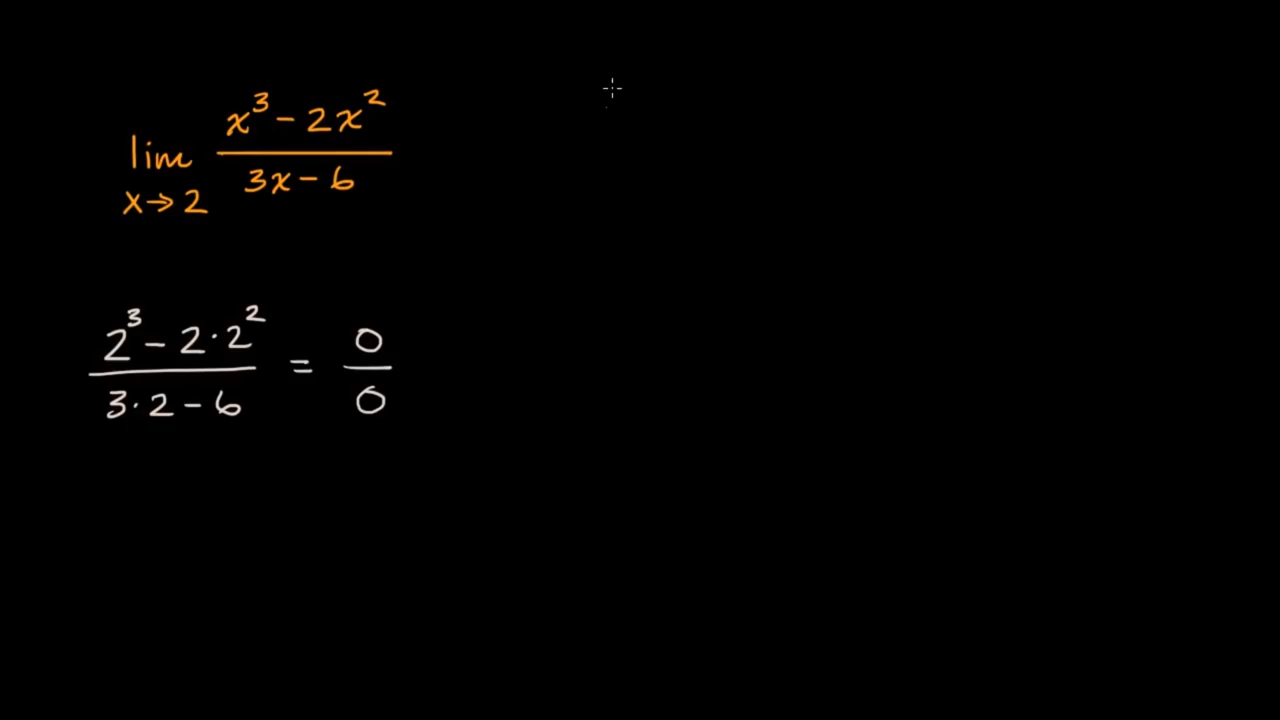 lim x→2 (x³ - 2x²) / (3x - 6)
(2³ - 2·2²) / (3·2 - 6) = 0/0